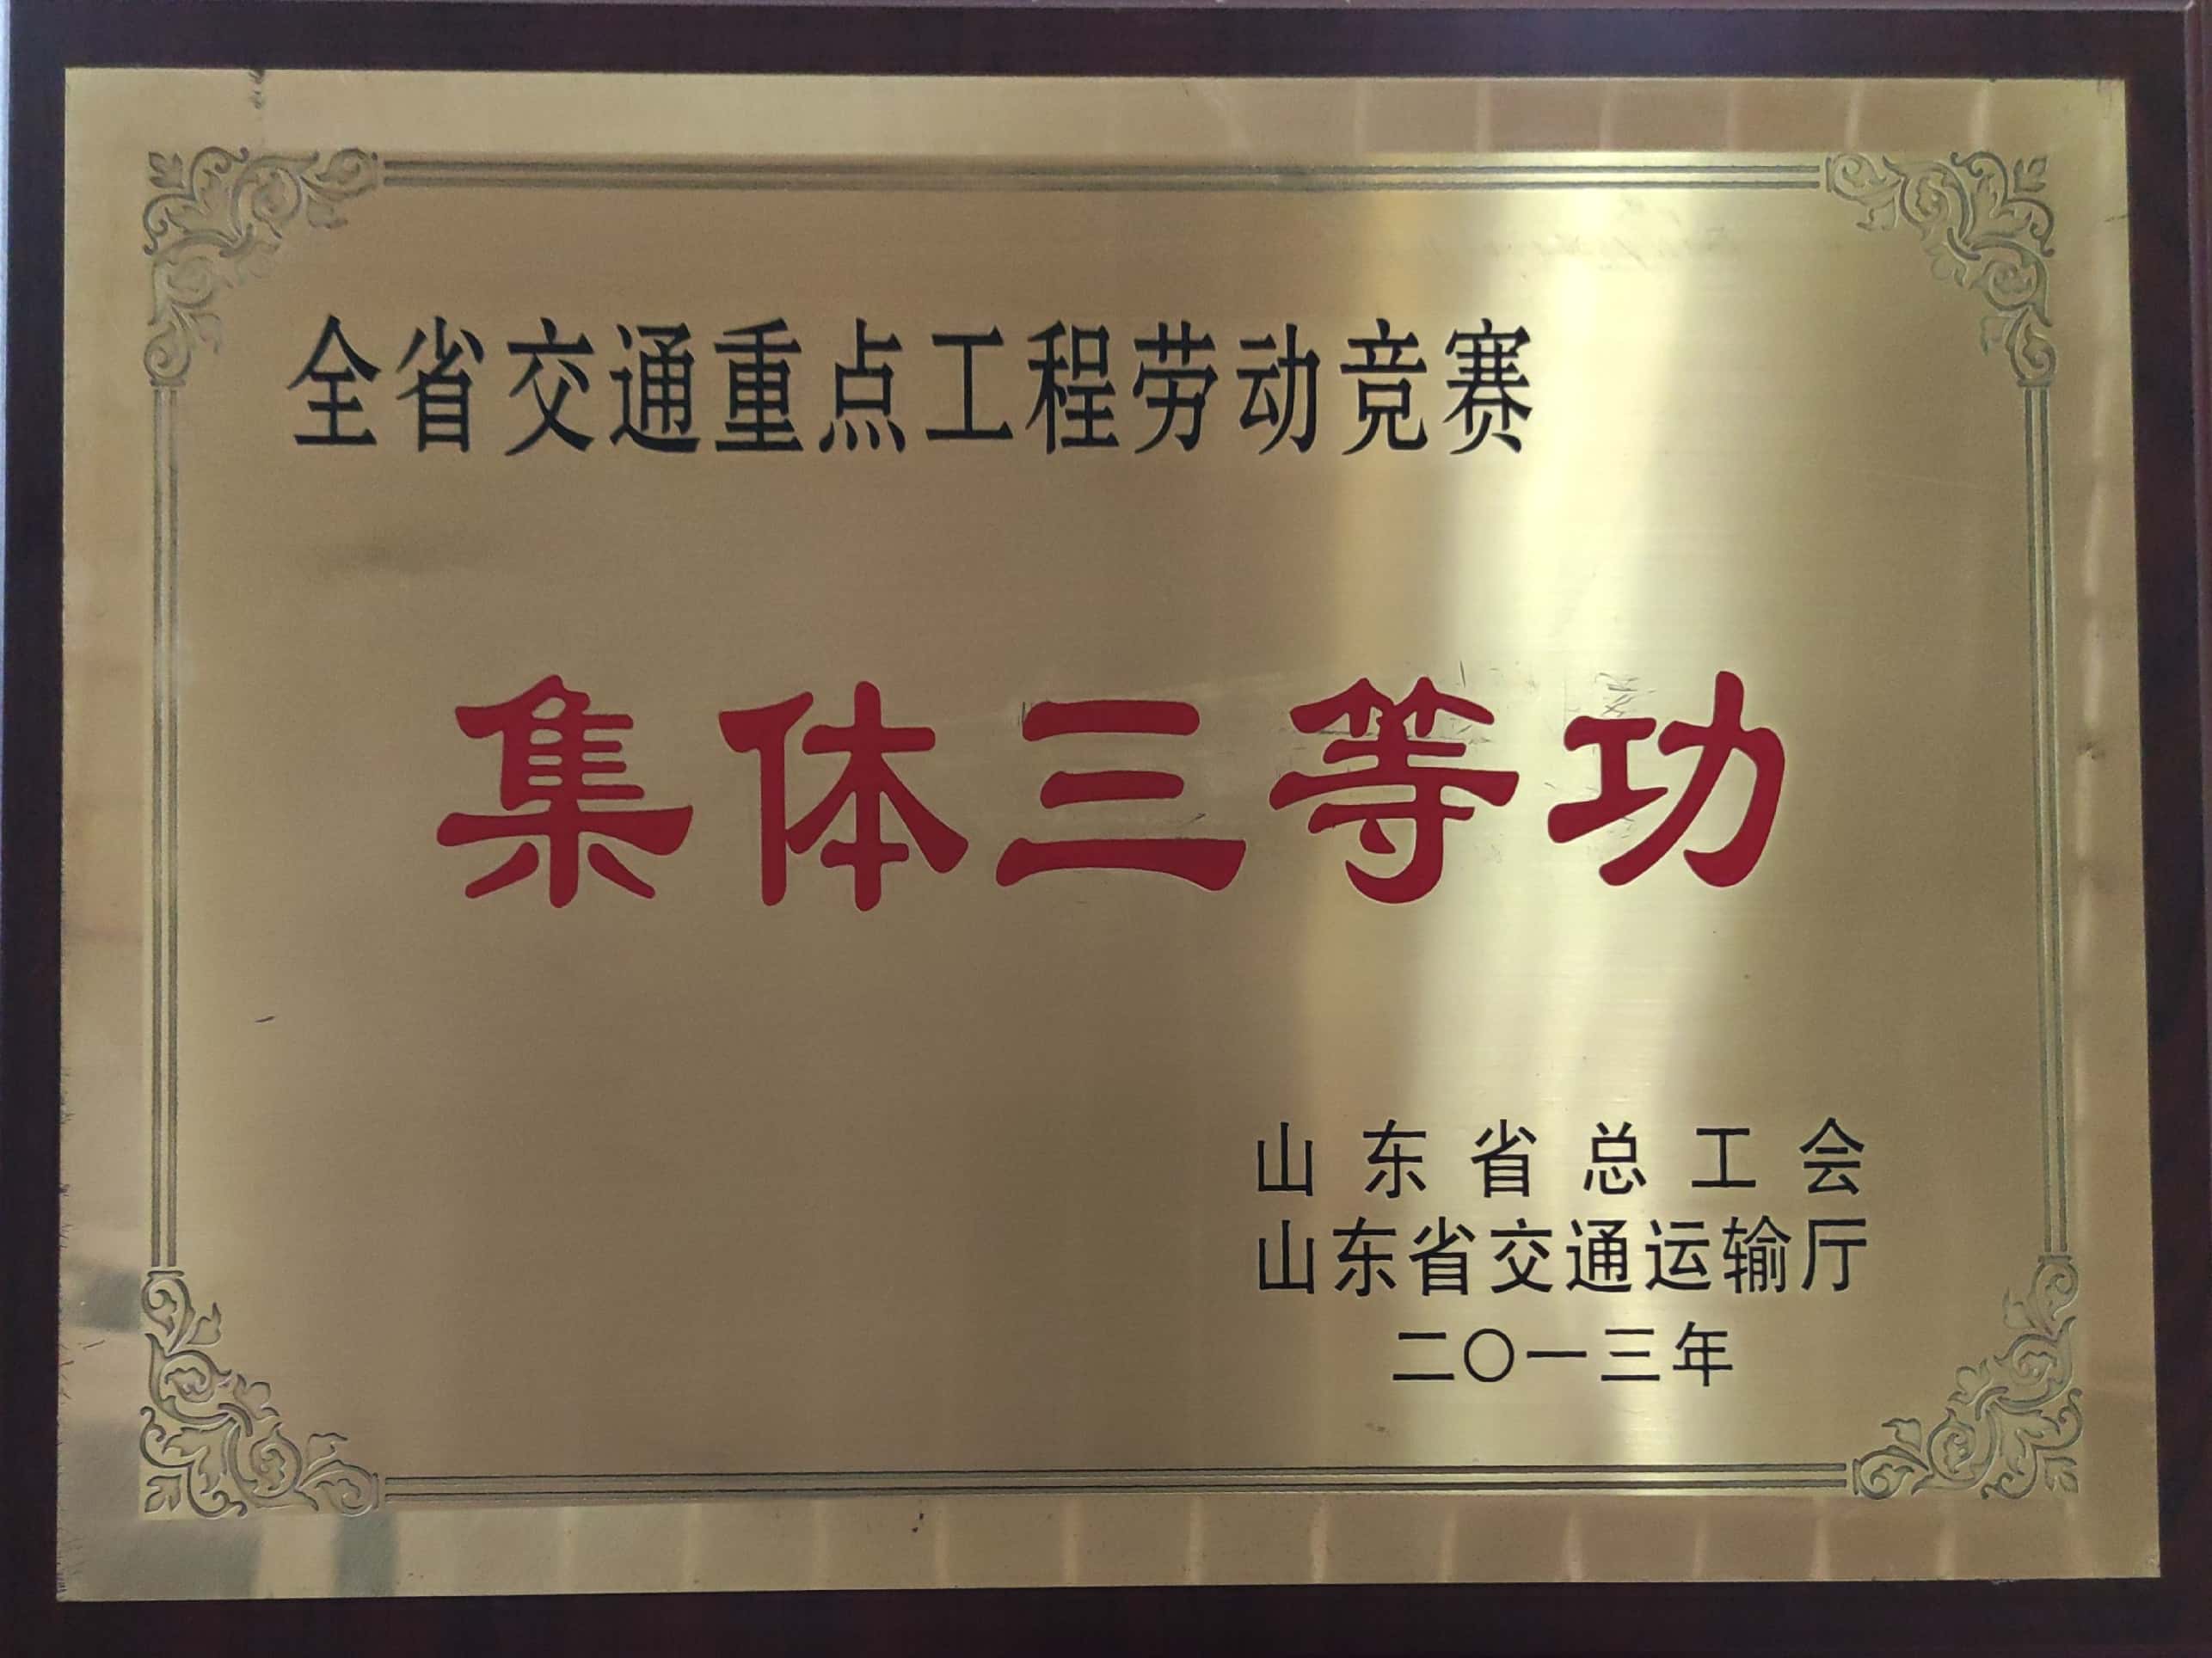 全省交通重点工程劳动竞赛
集体三等功
山东省总工会
山东省交通运输厅
二〇一三年